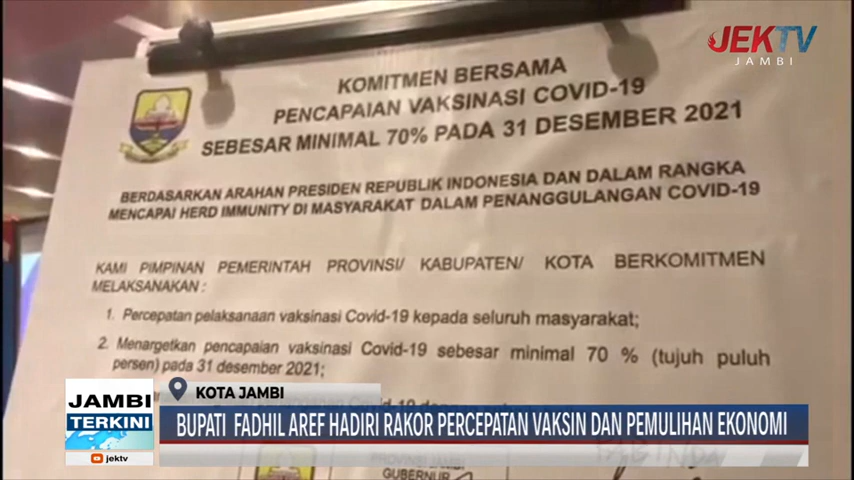 JEKTV
JAMBI
KOMITMEN BERSAMA
PENCAPAIAN VAKSINASI COVID-19
SEBESAR MINIMAL 70% PADA 31 DESEMBER 2021
BERDASARKAN ARAHAN PRESIDEN REPUBLIK INDONESIA DAN DALAM RANGKA
MENCAPAI HERD IMMUNITY DI MASYARAKAT DALAM PENANGGULANGAN COVID-19
KAMI PIMPINAN PEMERINTAH PROVINSI/ KABUPATEN/ KOTA BERKOMITMEN
MELAKSANAKAN :
1. Percepatan pelaksanaan vaksinasi Covid-19 kepada seluruh masyarakat;
2. Menargetkan pencapaian vaksinasi Covid-19 sebesar minimal 70 % (tujuh puluh
persen) pada 31 desember 2021;
JAMBI
TERKINI
jektv
KOTA JAMBI
BUPATI FADHIL AREF HADIRI RAKOR PERCEPATAN VAKSIN DAN PEMULIHAN EKONOMI
GUBERNUR